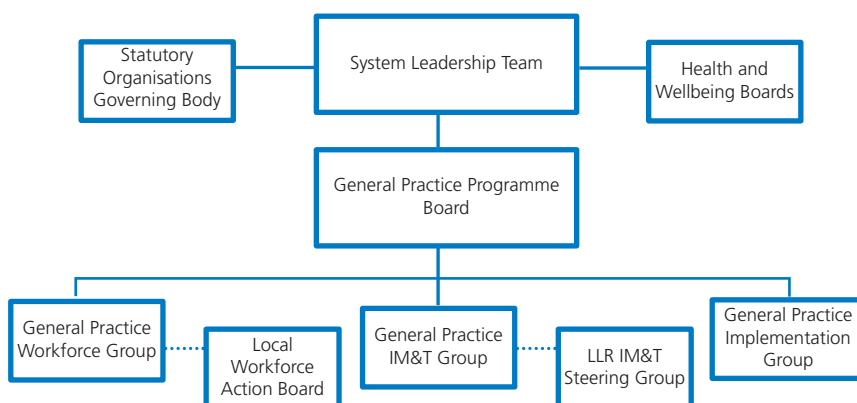 Statutory
Organisations
Governing Body
System Leadership Team
Health and
Wellbeing Boards
General Practice Programme
Board
General Practice
Workforce Group
Local
Workforce
Action Board
General Practice
IM&T Group
LLR IM&T
Steering Group
General Practice
Implementation
Group